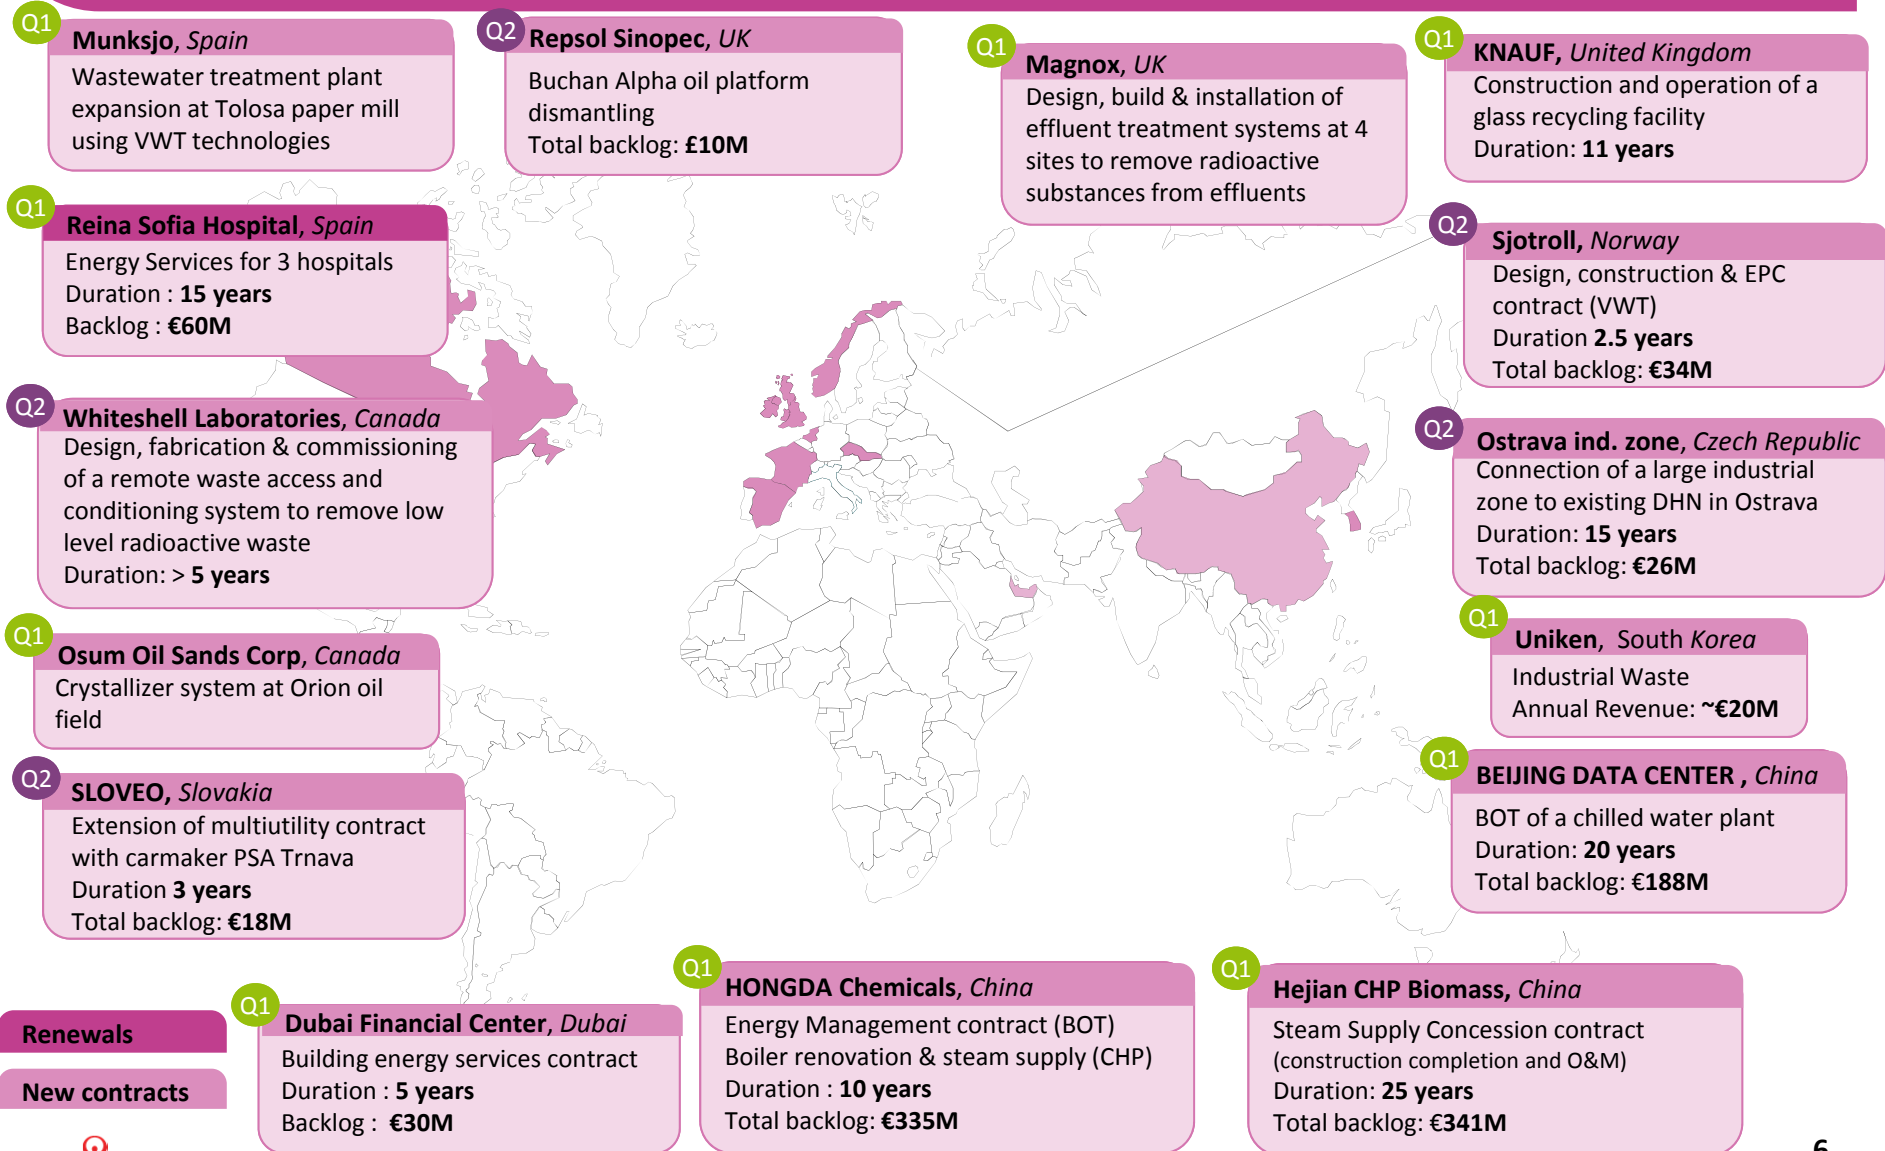 Q1
Munksjo, Spain
Wastewater treatment plant
expansion at Tolosa paper mill
using VWT technologies
Q2
Repsol Sinopec, UK
Buchan Alpha oil platform
dismantling
Total backlog: £10M
Q1
Magnox, UK
Design, build & installation of
effluent treatment systems at 4
sites to remove radioactive
substances from effluents
Q1
KNAUF, United Kingdom
Construction and operation of a
glass recycling facility
Duration: 11 years
Q1
Reina Sofia Hospital, Spain
Energy Services for 3 hospitals
Duration : 15 years
Backlog : €60M
Q2
Sjotroll, Norway
Design, construction & EPC
contract (VWT)
Duration 2.5 years
Total backlog: €34M
Q2
Whiteshell Laboratories, Canada
Design, fabrication & commissioning
of a remote waste access and
conditioning system to remove low
level radioactive waste
Duration: > 5 years
Q2
Ostrava ind. zone, Czech Republic
Connection of a large industrial
zone to existing DHN in Ostrava
Duration: 15 years
Total backlog: €26M
Q1
Osum Oil Sands Corp, Canada
Crystallizer system at Orion oil
field
Q1
Uniken, South Korea
Industrial Waste
Annual Revenue: ~€20M
Q2
SLOVEO, Slovakia
Extension of multiutility contract
with carmaker PSA Trnava
Duration 3 years
Total backlog: €18M
Q1
BEIJING DATA CENTER , China
BOT of a chilled water plant
Duration: 20 years
Total backlog: €188M
Renewals
New contracts
Q1
Dubai Financial Center, Dubai
Building energy services contract
Duration : 5 years
Backlog : €30M
Q1
HONGDA Chemicals, China
Energy Management contract (BOT)
Boiler renovation & steam supply (CHP)
Duration : 10 years
Total backlog: €335M
Q1
Hejian CHP Biomass, China
Steam Supply Concession contract
(construction completion and O&M)
Duration: 25 years
Total backlog: €341M
6